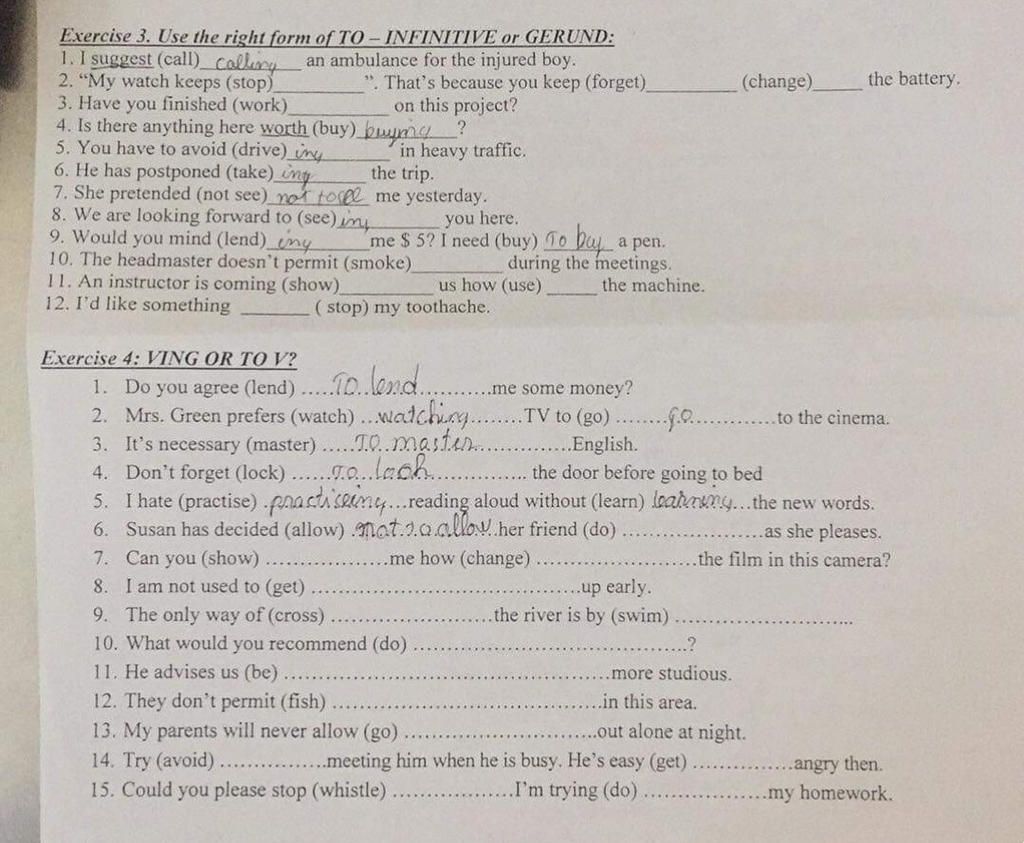 Exercise 3. Use the right form of TO – INFINITIVE or GERUND:
1. I suggest (call) calling an ambulance for the injured boy.
2. “My watch keeps (stop)__________”. That’s because you keep (forget)__________ (change)_____ the battery.
3. Have you finished (work)___________ on this project?
4. Is there anything here worth (buy) buying ?
5. You have to avoid (drive) ing in heavy traffic.
6. He has postponed (take) ing the trip.
7. She pretended (not see) not to see me yesterday.
8. We are looking forward to (see) ing you here.
9. Would you mind (lend) ing me $ 5? I need (buy) To buy a pen.
10. The headmaster doesn’t permit (smoke)__________ during the meetings.
11. An instructor is coming (show)__________ us how (use) _____ the machine.
12. I’d like something _______ ( stop) my toothache.
Exercise 4: VING OR TO V?
1. Do you agree (lend) .....To lend............me some money?
2. Mrs. Green prefers (watch) ...watching........TV to (go) ........go.............to the cinema.
3. It’s necessary (master) .....To master................English.
4. Don’t forget (lock) ......To lock................ the door before going to bed
5. I hate (practise) .practiseing...reading aloud without (learn) learning...the new words.
6. Susan has decided (allow) .not to allow.her friend (do) ........................as she pleases.
7. Can you (show) .....................me how (change) ............................the film in this camera?
8. I am not used to (get) ..............................................up early.
9. The only way of (cross) ...........................the river is by (swim) ..............................
10. What would you recommend (do) ..............................................?
11. He advises us (be) .......................................................more studious.
12. They don’t permit (fish) .............................................in this area.
13. My parents will never allow (go) .................................out alone at night.
14. Try (avoid) ..................meeting him when he is busy. He’s easy (get) .................angry then.
15. Could you please stop (whistle) .....................I’m trying (do) .....................my homework.